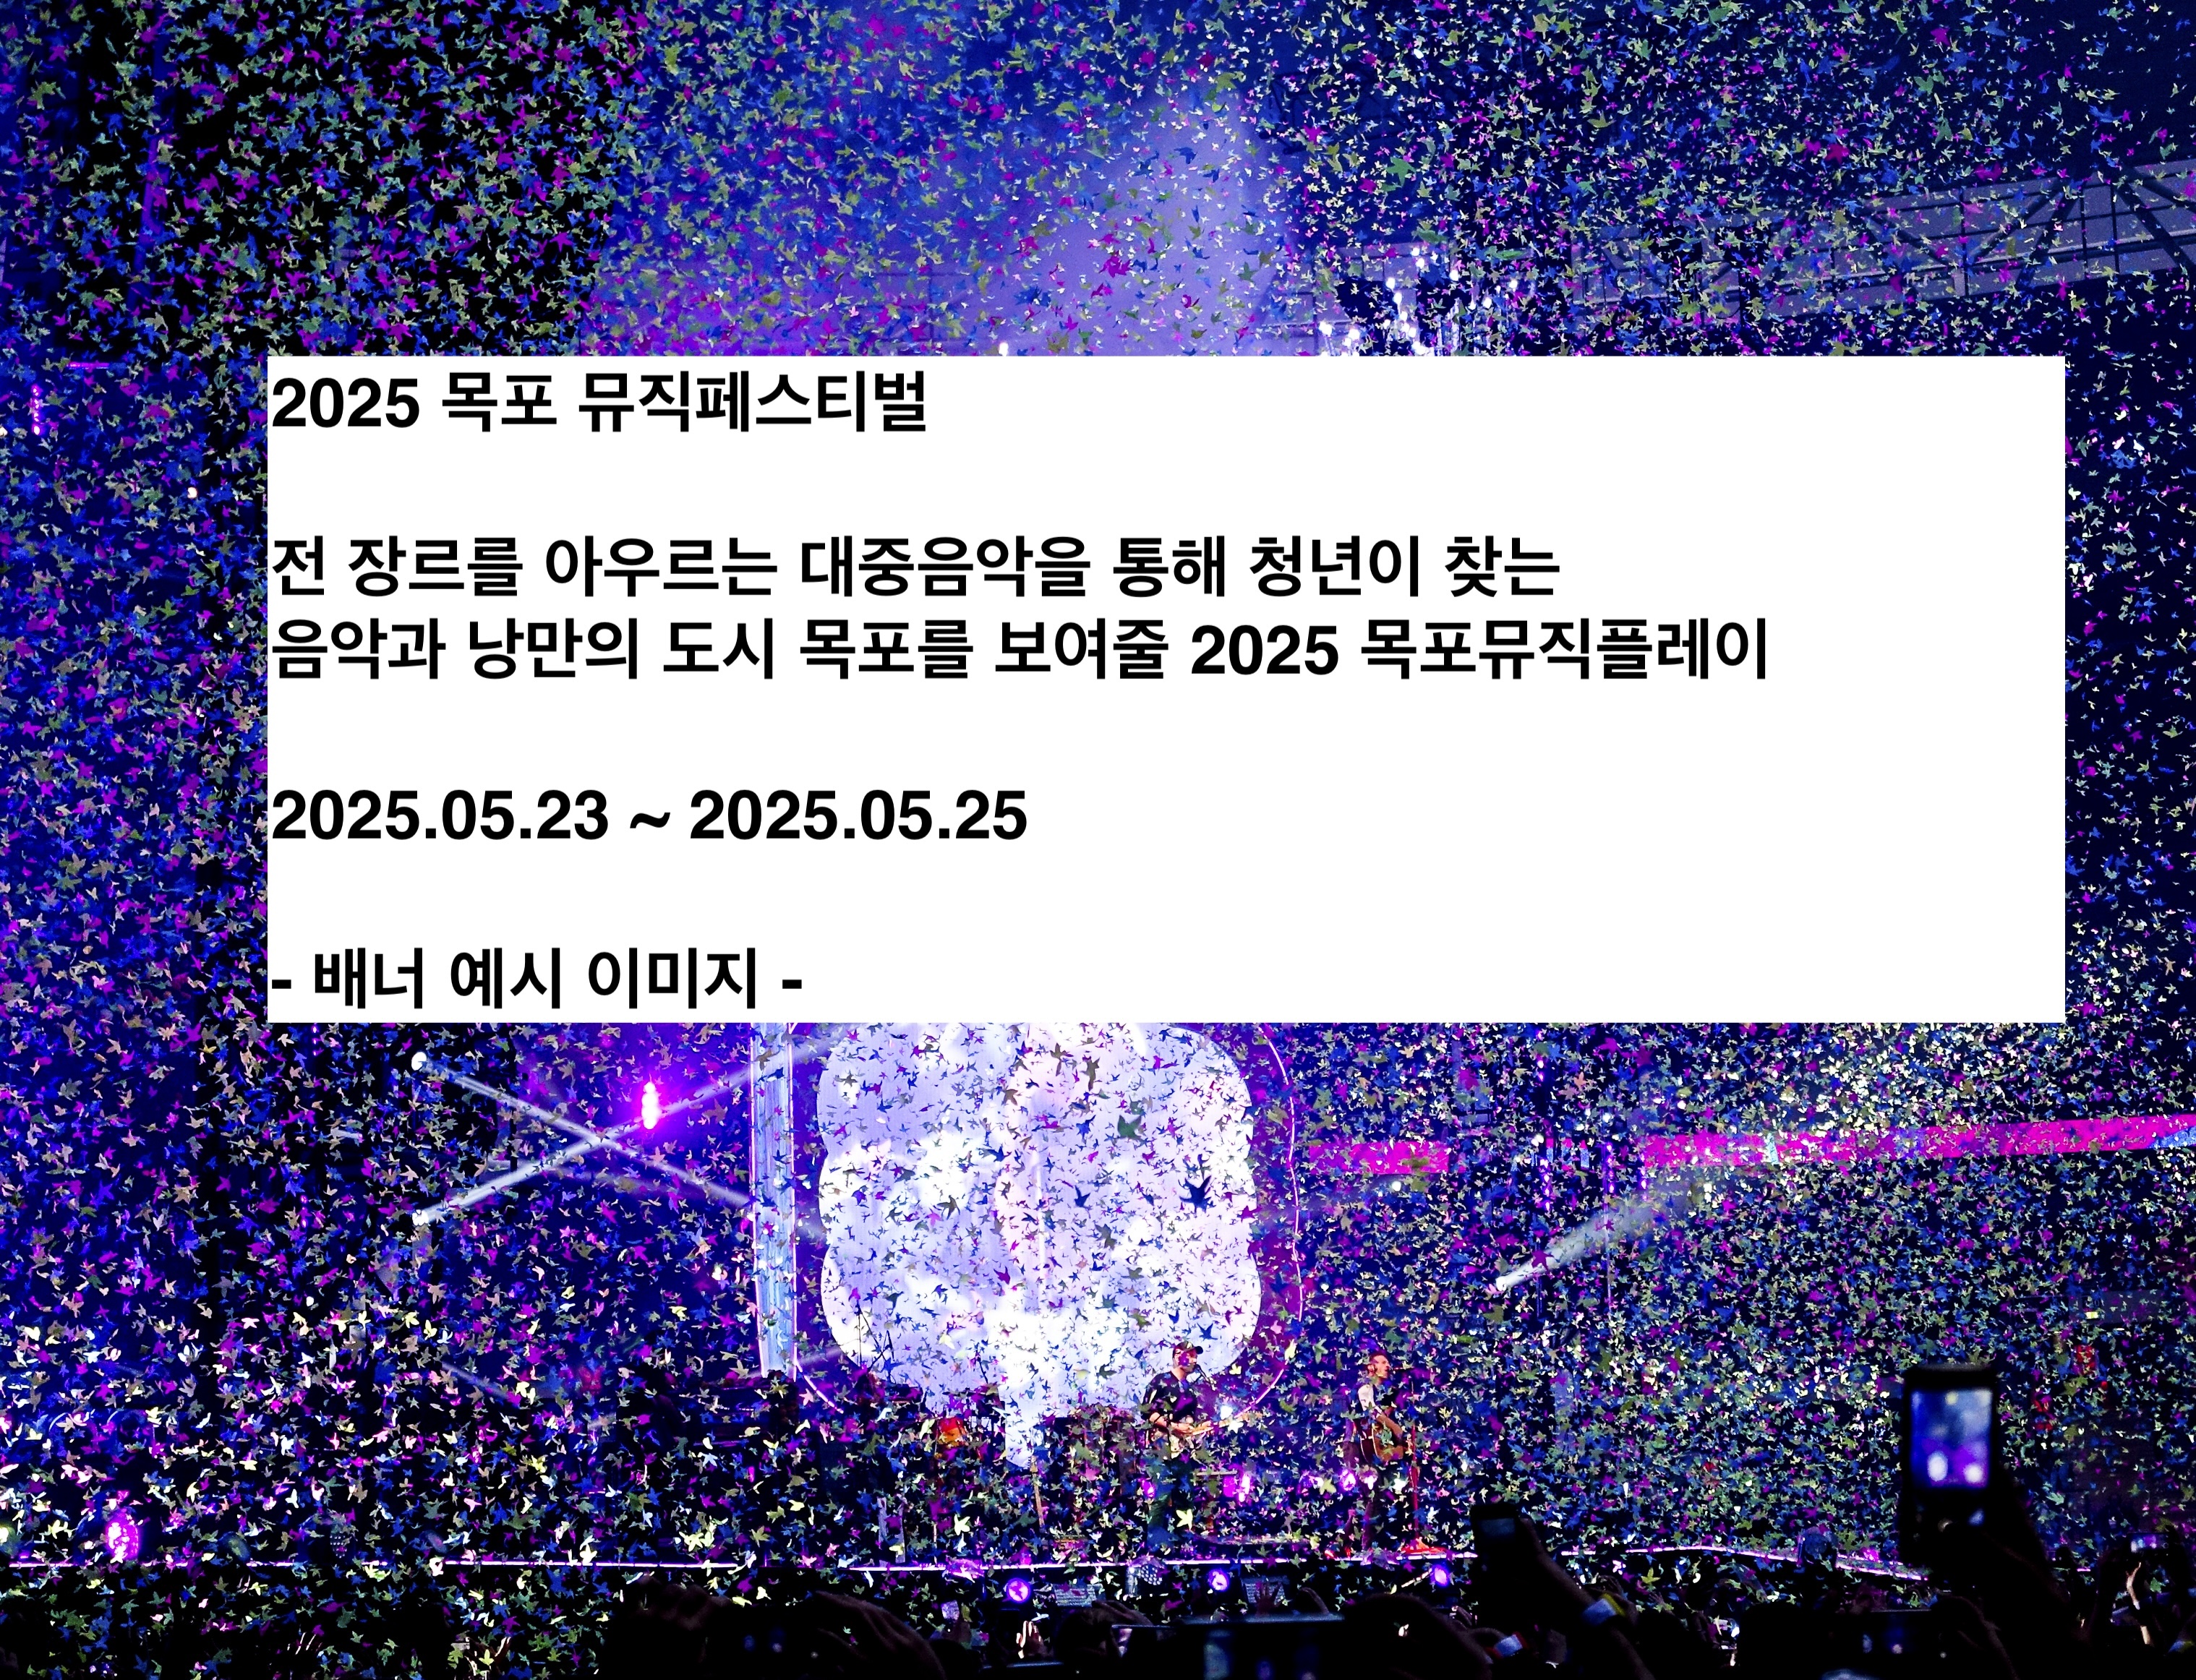 2025 목포 뮤직페스티벌
전 장르를 아우르는 대중음악을 통해 청년이 찾는
음악과 낭만의 도시 목포를 보여줄 2025 목포뮤직플레이
2025.05.23 ~ 2025.05.25
- 배너 예시 이미지 -